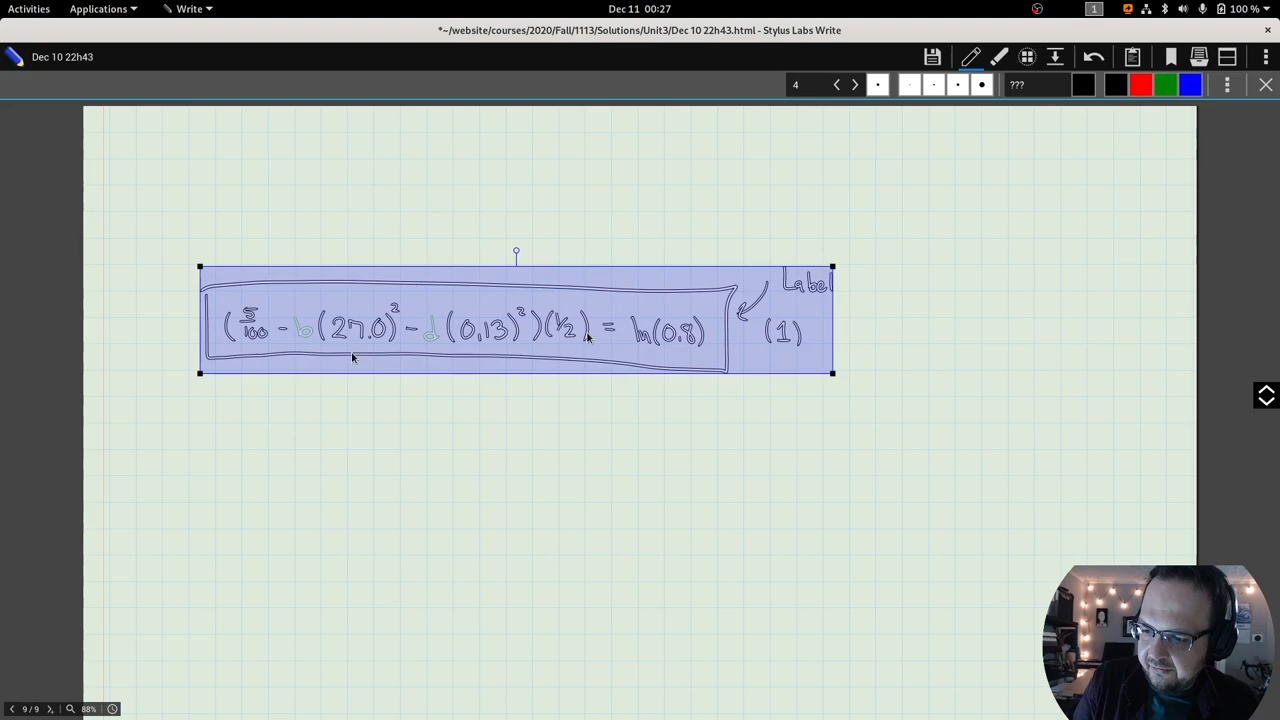 Activities Applications Write Dec 11 00:27 1 100 %
*~/website/courses/2020/Fall/1113/Solutions/Unit3/Dec 10 22h43.html - Stylus Labs Write ×
Dec 10 22h43
4 ???
Label
(5/100 - b(27.0)² - d(0.13)²)(1/2) = ln(0.8) (1)
9/9 88%